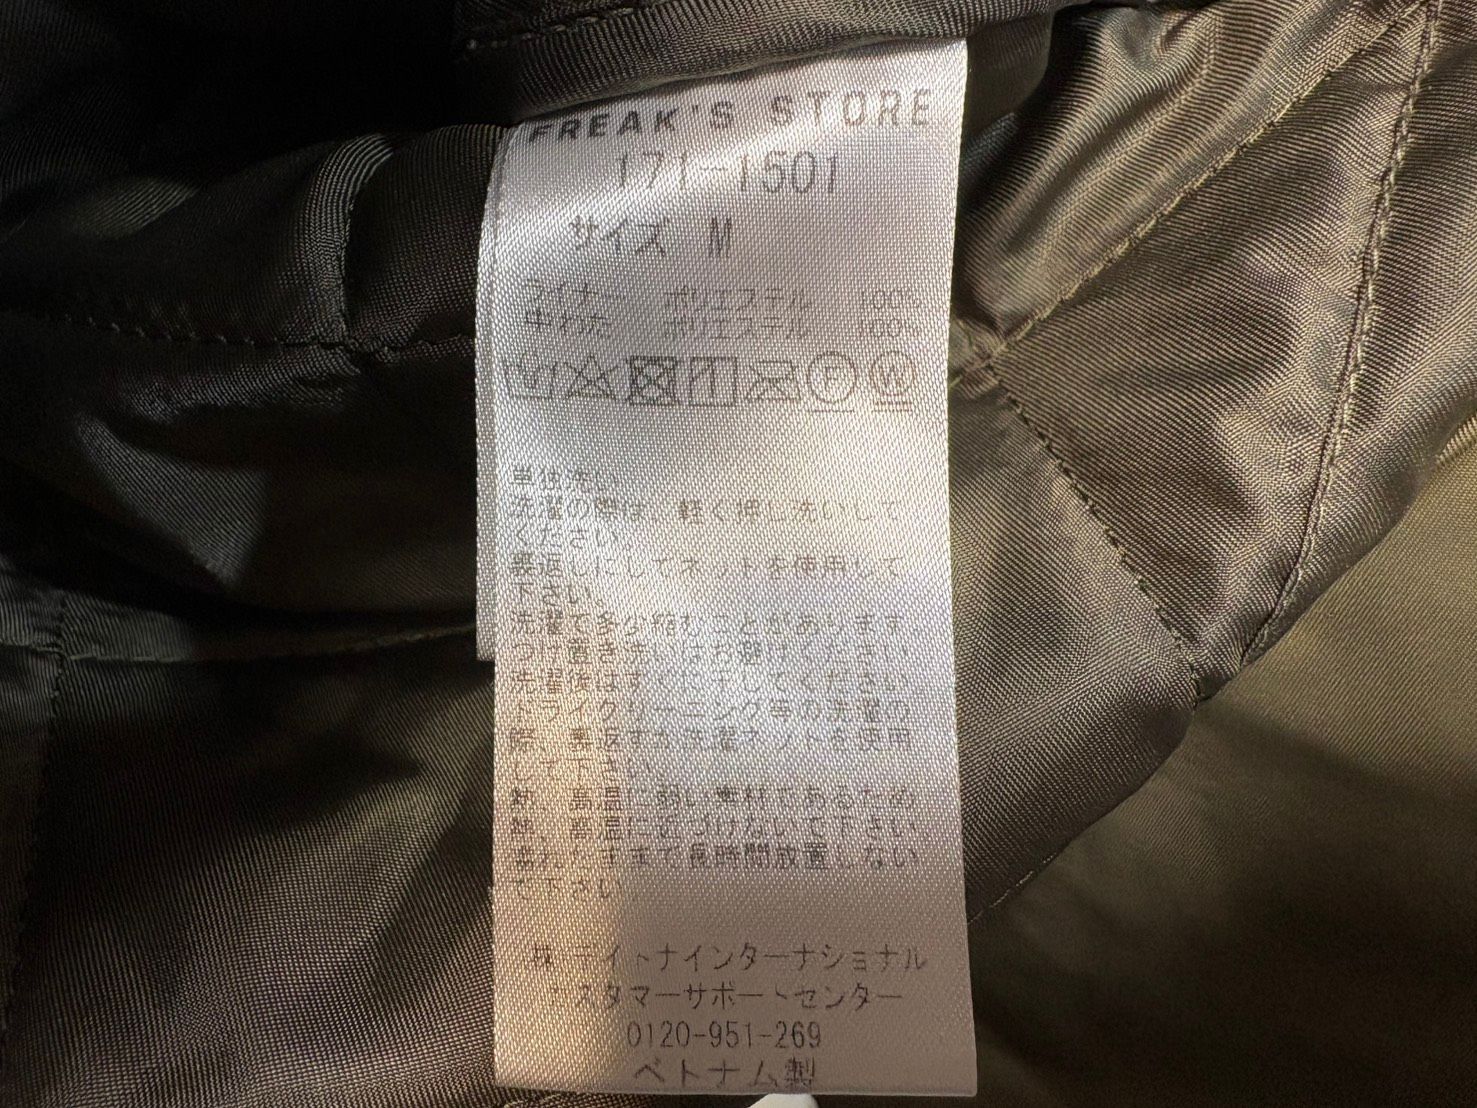 FREAK'S STORE
171-1501
サイズ M
ライナー ポリエステル 100%
中わた ポリエステル 100%
単独洗い
洗濯の際は、軽く押し洗いして
ください。
裏返しにしてネットを使用して
下さい。
洗濯で多少縮むことがあります
つけ置き洗いはお避けください
洗濯後はすぐに干してください
ドライクリーニング等の洗濯の
際、裏返すか洗濯ネットを使用
して下さい。
熱、高温に弱い素材であるため
熱、高温に近づけないで下さい
濡れたままで長時間放置しない
で下さい。
㈱デイトナインターナショナル
カスタマーサポートセンター
0120-951-269
ベトナム製